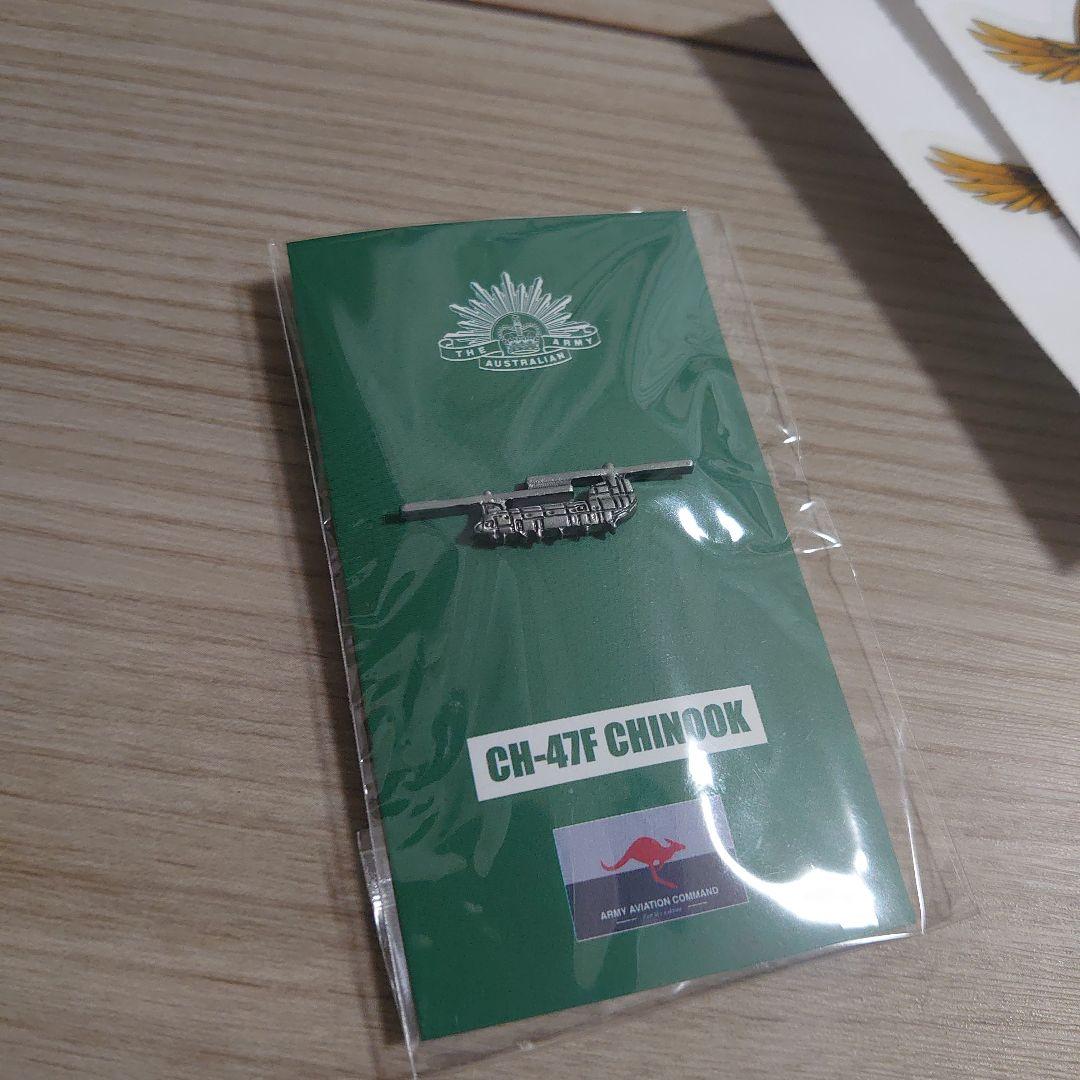 THE ARMY
AUSTRALIAN
CH-47F CHINOOK
ARMY AVIATION COMMAND